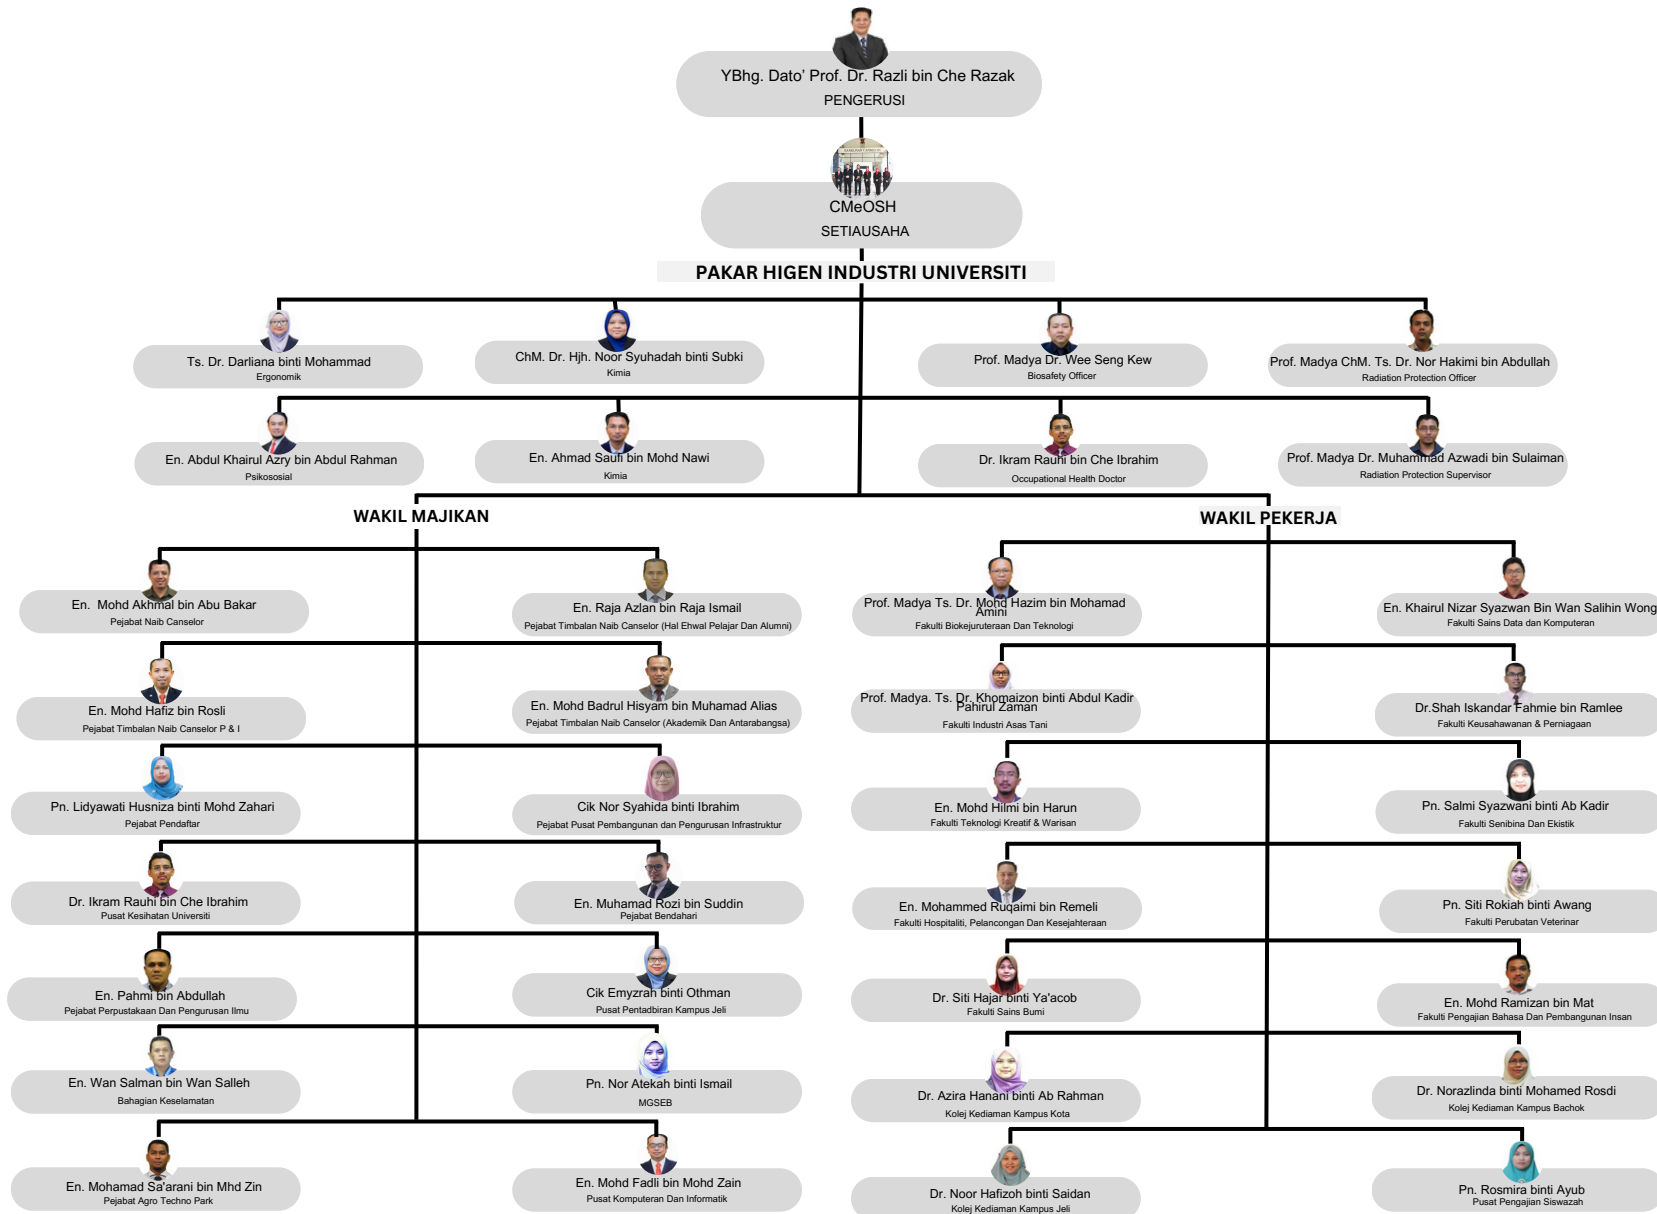 YBhg. Dato' Prof. Dr. Razli bin Che Razak
PENGERUSI
CMeOSH
SETIAUSAHA
PAKAR HIGEN INDUSTRI UNIVERSITI
Ts. Dr. Darliana binti Mohammad
Ergonomik
ChM. Dr. Hjh. Noor Syuhadah binti Subki
Kimia
Prof. Madya Dr. Wee Seng Kew
Biosafety Officer
Prof. Madya ChM. Ts. Dr. Nor Hakimi bin Abdullah
Radiation Protection Officer
En. Abdul Khairul Azry bin Abdul Rahman
Psikososial
En. Ahmad Saufi bin Mohd Nawi
Kimia
Dr. Ikram Rauhi bin Che Ibrahim
Occupational Health Doctor
Prof. Madya Dr. Muhammad Azwadi bin Sulaiman
Radiation Protection Supervisor
WAKIL MAJIKAN
En. Mohd Akhmal bin Abu Bakar
Pejabat Naib Canselor
En. Raja Azlan bin Raja Ismail
Pejabat Timbalan Naib Canselor (Hal Ehwal Pelajar Dan Alumni)
En. Mohd Hafiz bin Rosli
Pejabat Timbalan Naib Canselor P & I
En. Mohd Badrul Hisyam bin Muhamad Alias
Pejabat Timbalan Naib Canselor (Akademik Dan Antarabangsa)
Pn. Lidyawati Husniza binti Mohd Zahari
Pejabat Pendaftar
Cik Nor Syahida binti Ibrahim
Pejabat Pusat Pembangunan dan Pengurusan Infrastruktur
Dr. Ikram Rauhi bin Che Ibrahim
Pusat Kesihatan Universiti
En. Muhamad Rozi bin Suddin
Pejabat Bendahari
En. Pahmi bin Abdullah
Pejabat Perpustakaan Dan Pengurusan Ilmu
Cik Emyzrah binti Othman
Pusat Pentadbiran Kampus Jeli
En. Wan Salman bin Wan Salleh
Bahagian Keselamatan
Pn. Nor Atekah binti Ismail
MGSEB
En. Mohamad Sa'arani bin Mhd Zin
Pejabat Agro Techno Park
En. Mohd Fadli bin Mohd Zain
Pusat Komputeran Dan Informatik
WAKIL PEKERJA
Prof. Madya Ts. Dr. Mohd Hazim bin Mohamad
Amini
Fakulti Biokejuruteraan Dan Teknologi
En. Khairul Nizar Syazwan Bin Wan Salihin Wong
Fakulti Sains Data dan Komputeran
Prof. Madya. Ts. Dr. Khomaizon binti Abdul Kadir
Pahirul Zaman
Fakulti Industri Asas Tani
Dr.Shah Iskandar Fahmie bin Ramlee
Fakulti Keusahawanan & Perniagaan
En. Mohd Hilmi bin Harun
Fakulti Teknologi Kreatif & Warisan
Pn. Salmi Syazwani binti Ab Kadir
Fakulti Senibina Dan Ekistik
En. Mohammed Ruqaimi bin Remeli
Fakulti Hospitaliti, Pelancongan Dan Kesejahteraan
Pn. Siti Rokiah binti Awang
Fakulti Perubatan Veterinar
Dr. Siti Hajar binti Ya'acob
Fakulti Sains Bumi
En. Mohd Ramizan bin Mat
Fakulti Pengajian Bahasa Dan Pembangunan Insan
Dr. Azira Hanani binti Ab Rahman
Kolej Kediaman Kampus Kota
Dr. Norazlinda binti Mohamed Rosdi
Kolej Kediaman Kampus Bachok
Dr. Noor Hafizoh binti Saidan
Kolej Kediaman Kampus Jeli
Pn. Rosmira binti Ayub
Pusat Pengajian Siswazah